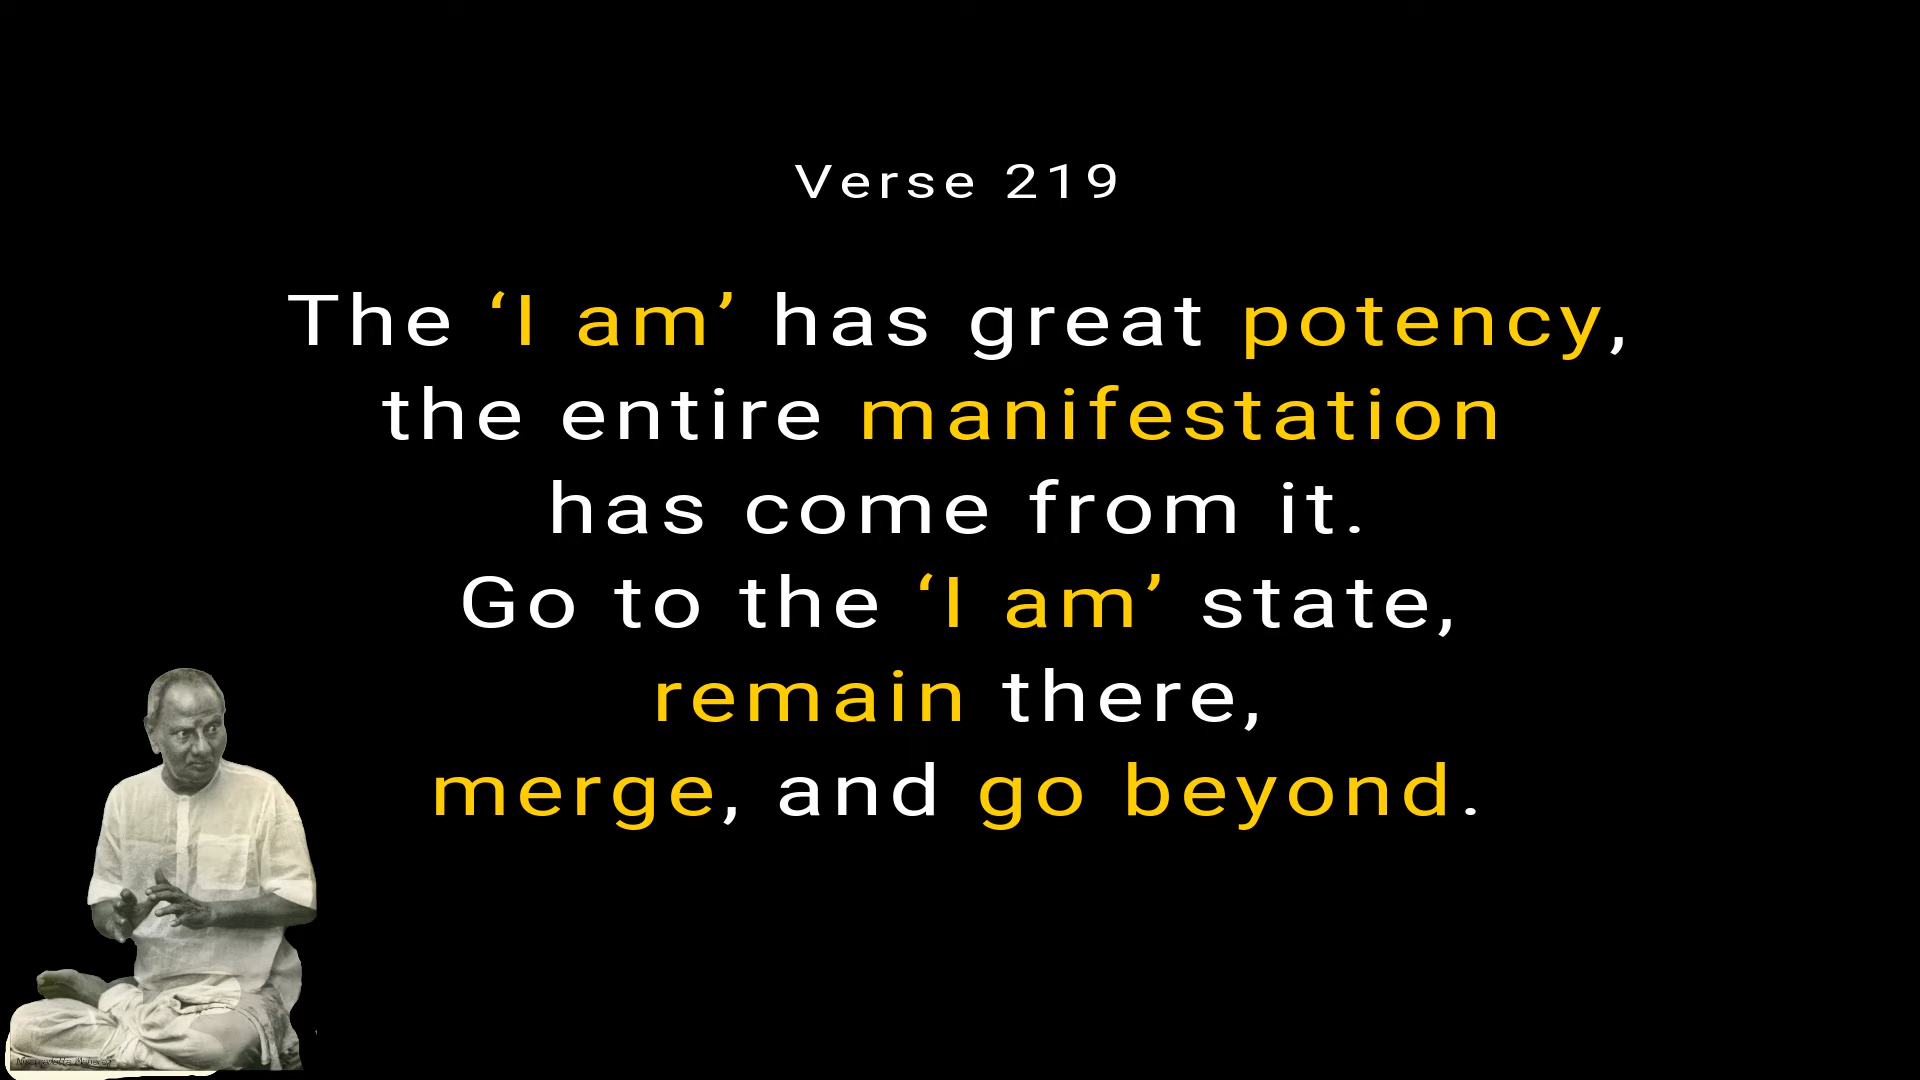 Verse 219
The ‘I am’ has great potency,
the entire manifestation
has come from it.
Go to the ‘I am’ state,
remain there,
merge, and go beyond.